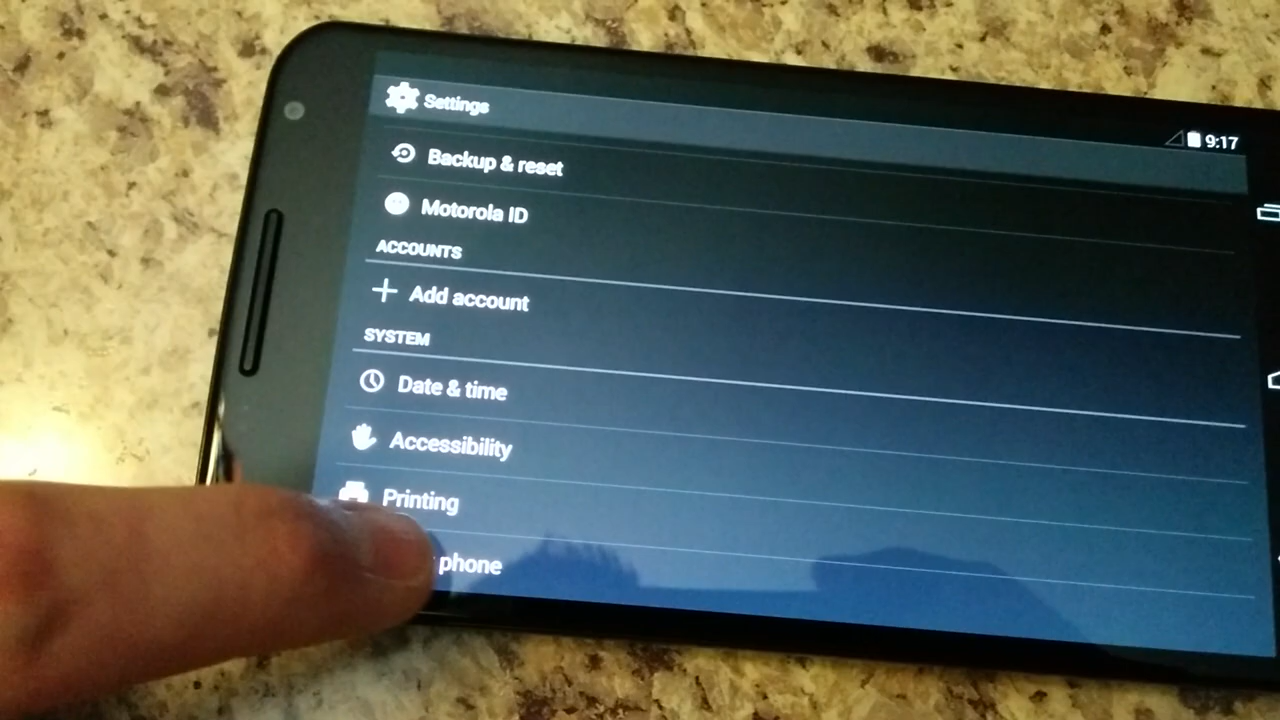 Settings
9:17
Backup & reset
Motorola ID
ACCOUNTS
Add account
SYSTEM
Date & time
Accessibility
Printing
phone